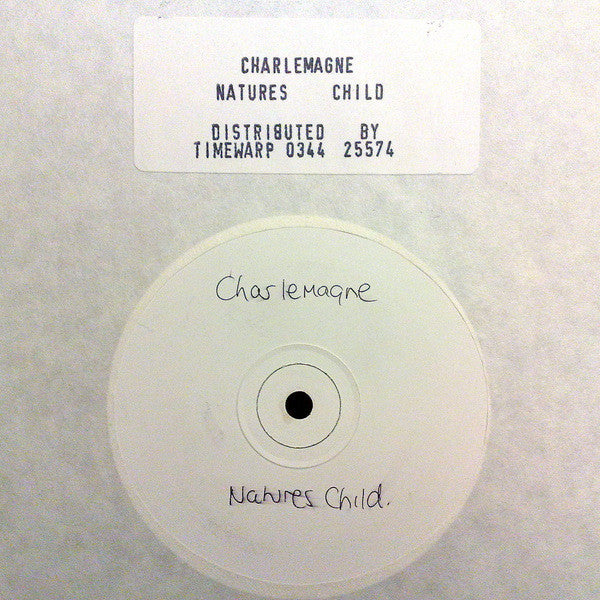 CHARLEMAGNE
NATURES CHILD
DISTRIBUTED BY
TIMEWARP 0344 25574
Charlemagne
Natures Child.